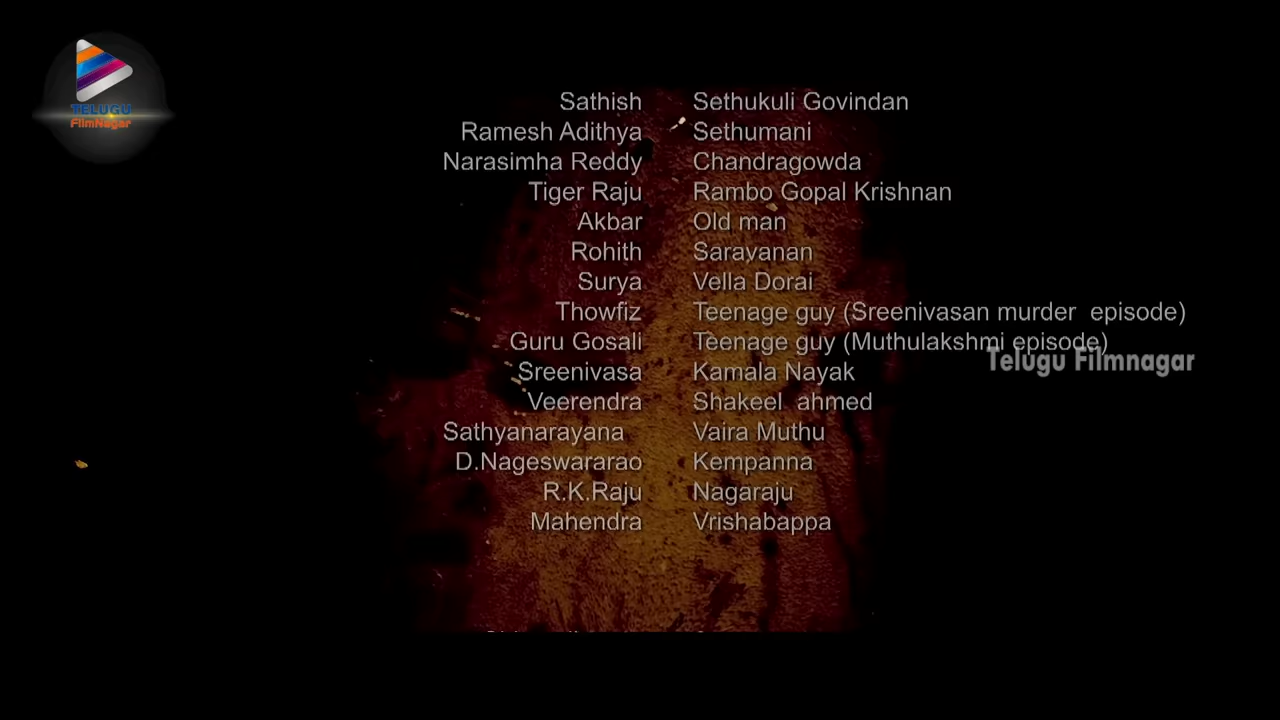 TELUGU
FilmNagar
Sathish Sethukuli Govindan
Ramesh Adithya Sethumani
Narasimha Reddy Chandragowda
Tiger Raju Rambo Gopal Krishnan
Akbar Old man
Rohith Saravanan
Surya Vella Dorai
Thowfiz Teenage guy (Sreenivasan murder episode)
Guru Gosali Teenage guy (Muthulakshmi episode)
Telugu Filmnagar
Sreenivasa Kamala Nayak
Veerendra Shakeel ahmed
Sathyanarayana Vaira Muthu
D.Nageswararao Kempanna
R.K.Raju Nagaraju
Mahendra Vrishabappa